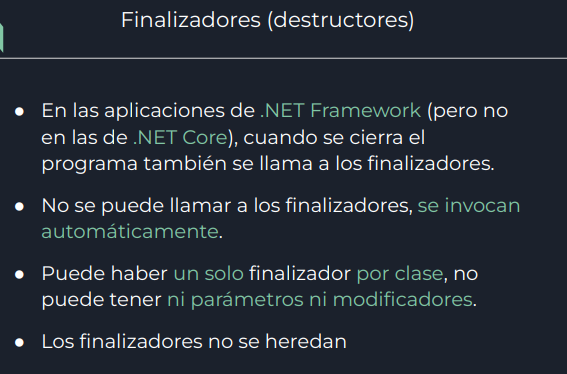 Finalizadores (destructores)
● En las aplicaciones de .NET Framework (pero no
en las de .NET Core), cuando se cierra el
programa también se llama a los finalizadores.
● No se puede llamar a los finalizadores, se invocan
automáticamente.
● Puede haber un solo finalizador por clase, no
puede tener ni parámetros ni modificadores.
● Los finalizadores no se heredan